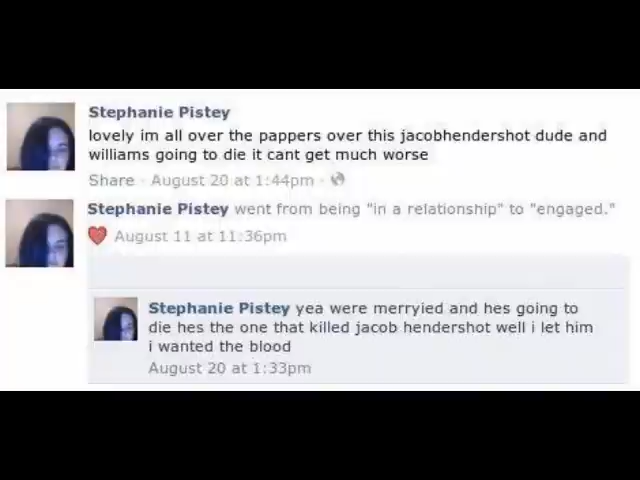 Stephanie Pistey
lovely im all over the pappers over this jacobhendershot dude and
williams going to die it cant get much worse
Share · August 20 at 1:44pm ·
Stephanie Pistey went from being "in a relationship" to "engaged."
August 11 at 11:36pm
Stephanie Pistey yea were merryied and hes going to
die hes the one that killed jacob hendershot well i let him
i wanted the blood
August 20 at 1:33pm